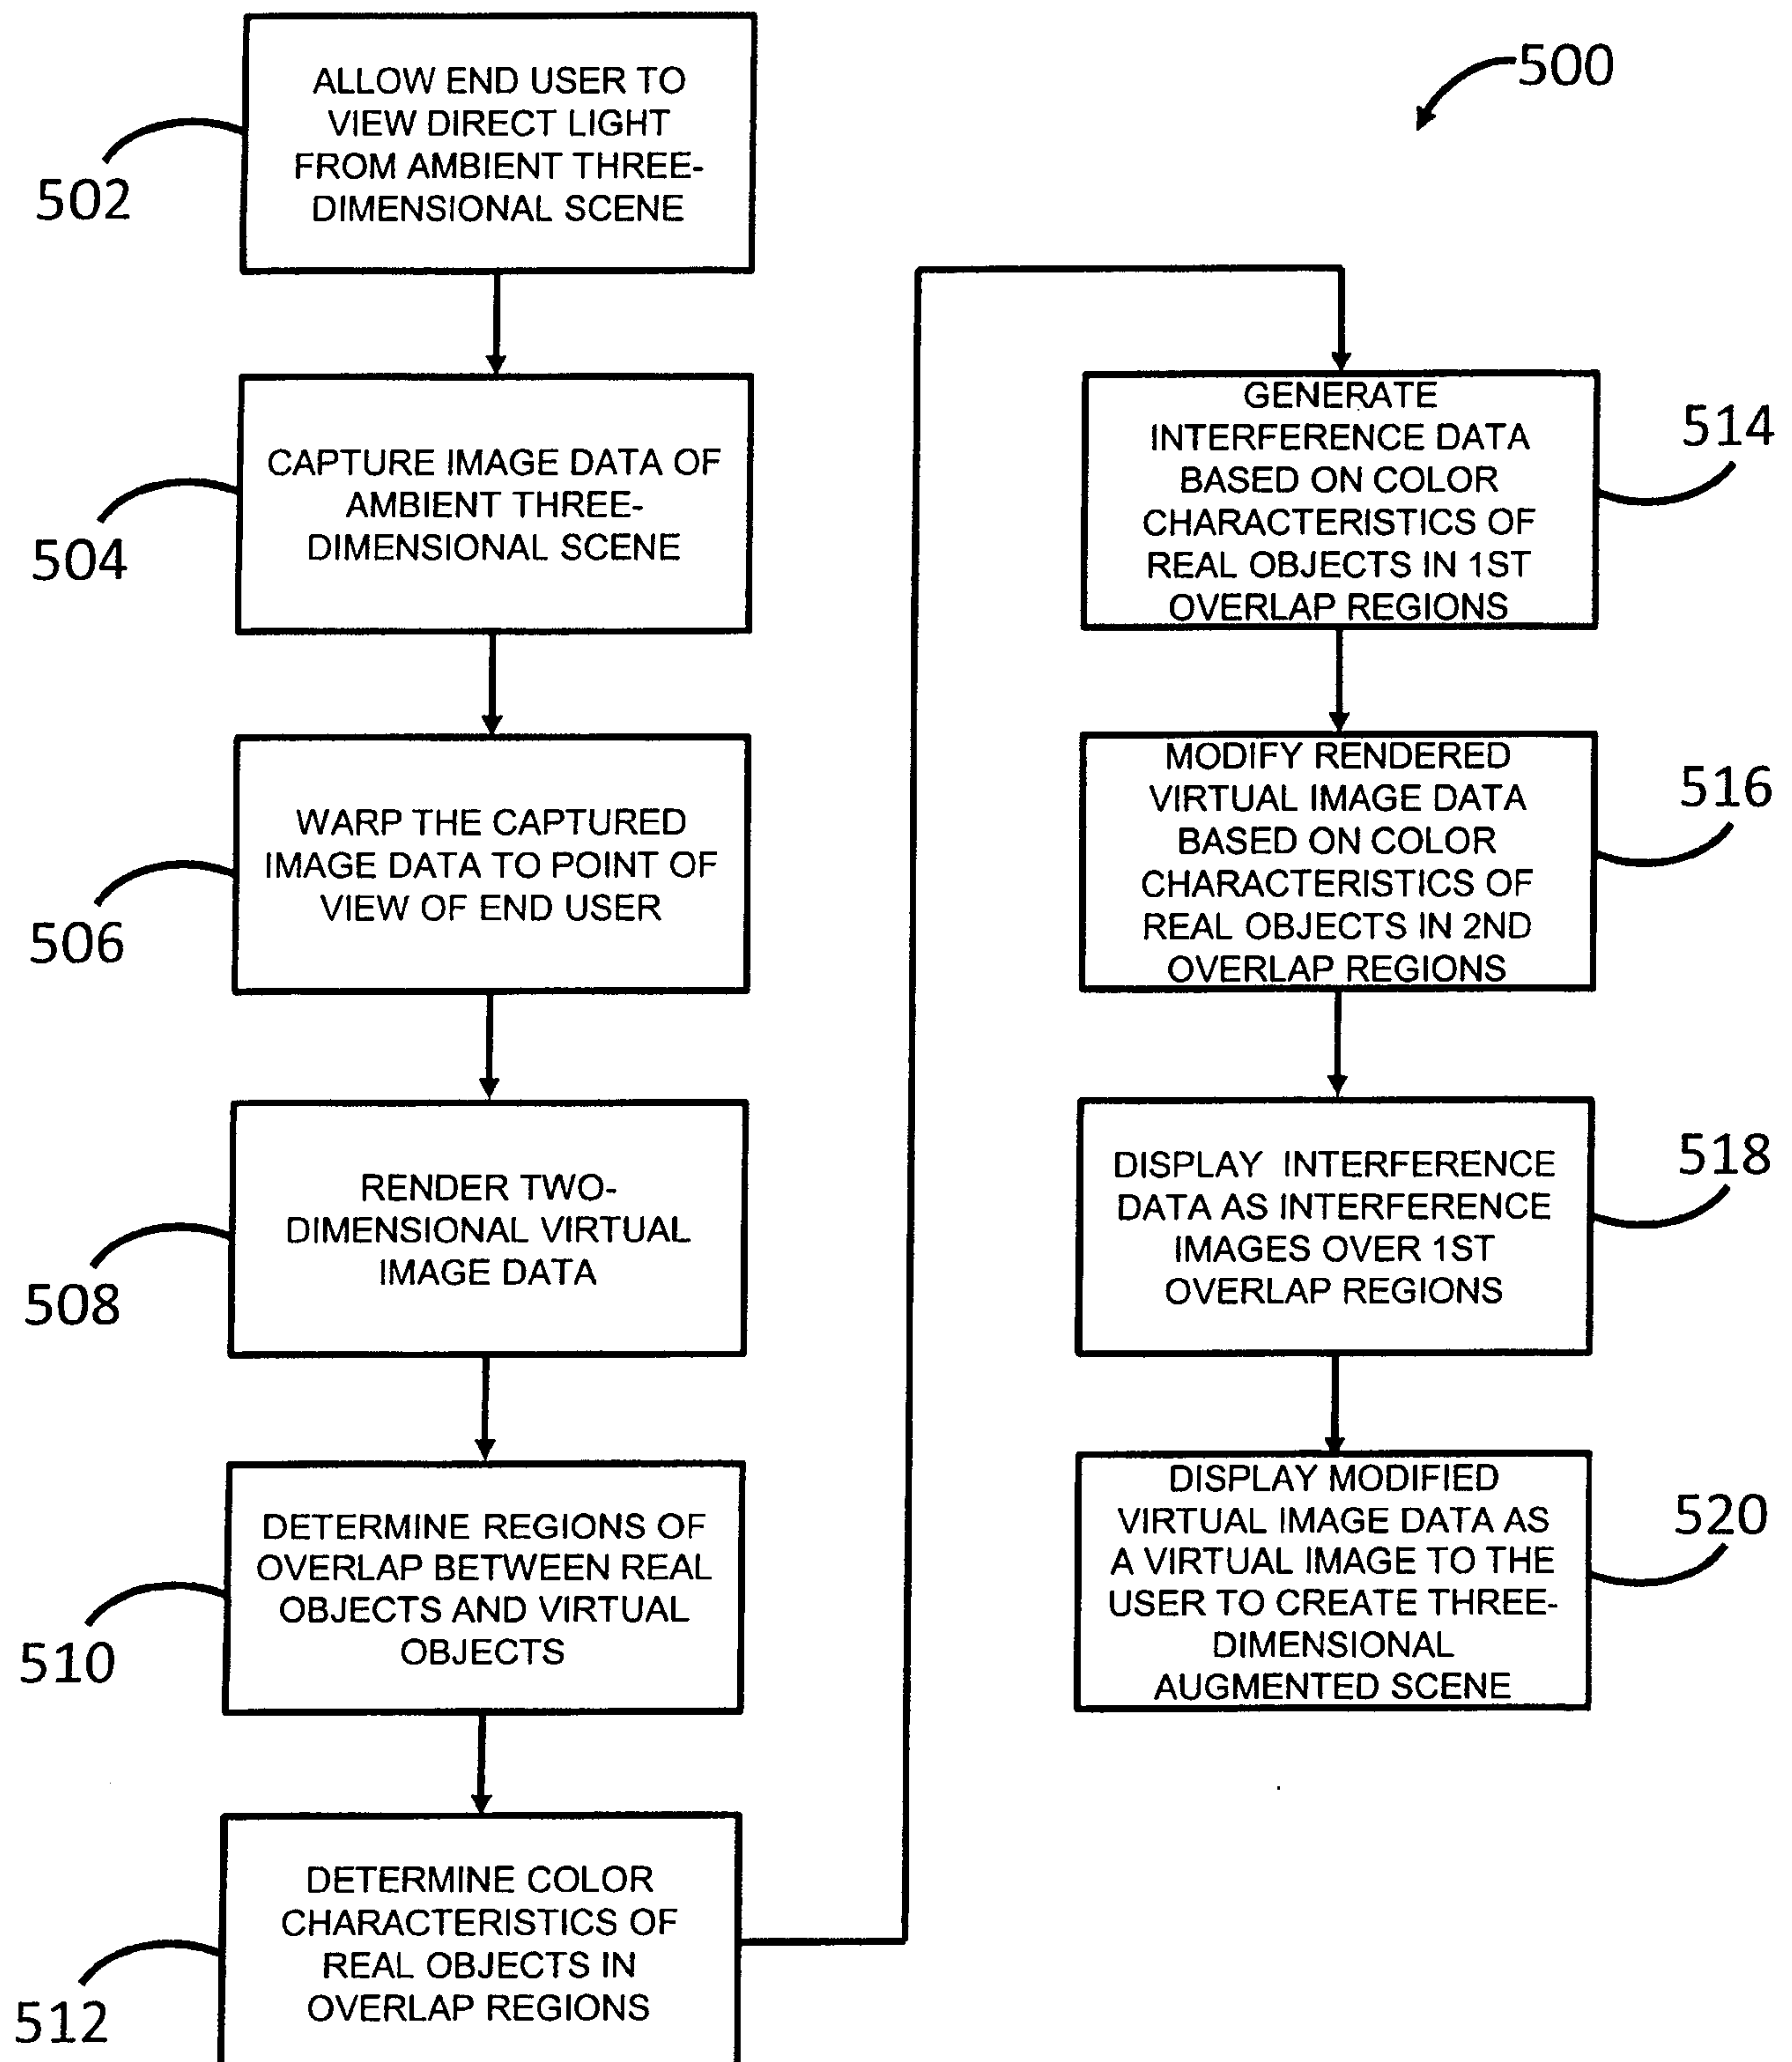 500
ALLOW END USER TO
VIEW DIRECT LIGHT
FROM AMBIENT THREE-
DIMENSIONAL SCENE
502
CAPTURE IMAGE DATA OF
AMBIENT THREE-
DIMENSIONAL SCENE
504
WARP THE CAPTURED
IMAGE DATA TO POINT OF
VIEW OF END USER
506
RENDER TWO-
DIMENSIONAL VIRTUAL
IMAGE DATA
508
DETERMINE REGIONS OF
OVERLAP BETWEEN REAL
OBJECTS AND VIRTUAL
OBJECTS
510
DETERMINE COLOR
CHARACTERISTICS OF
REAL OBJECTS IN
OVERLAP REGIONS
512
GENERATE
INTERFERENCE DATA
BASED ON COLOR
CHARACTERISTICS OF
REAL OBJECTS IN 1ST
OVERLAP REGIONS
514
MODIFY RENDERED
VIRTUAL IMAGE DATA
BASED ON COLOR
CHARACTERISTICS OF
REAL OBJECTS IN 2ND
OVERLAP REGIONS
516
DISPLAY INTERFERENCE
DATA AS INTERFERENCE
IMAGES OVER 1ST
OVERLAP REGIONS
518
DISPLAY MODIFIED
VIRTUAL IMAGE DATA AS
A VIRTUAL IMAGE TO THE
USER TO CREATE THREE-
DIMENSIONAL
AUGMENTED SCENE
520